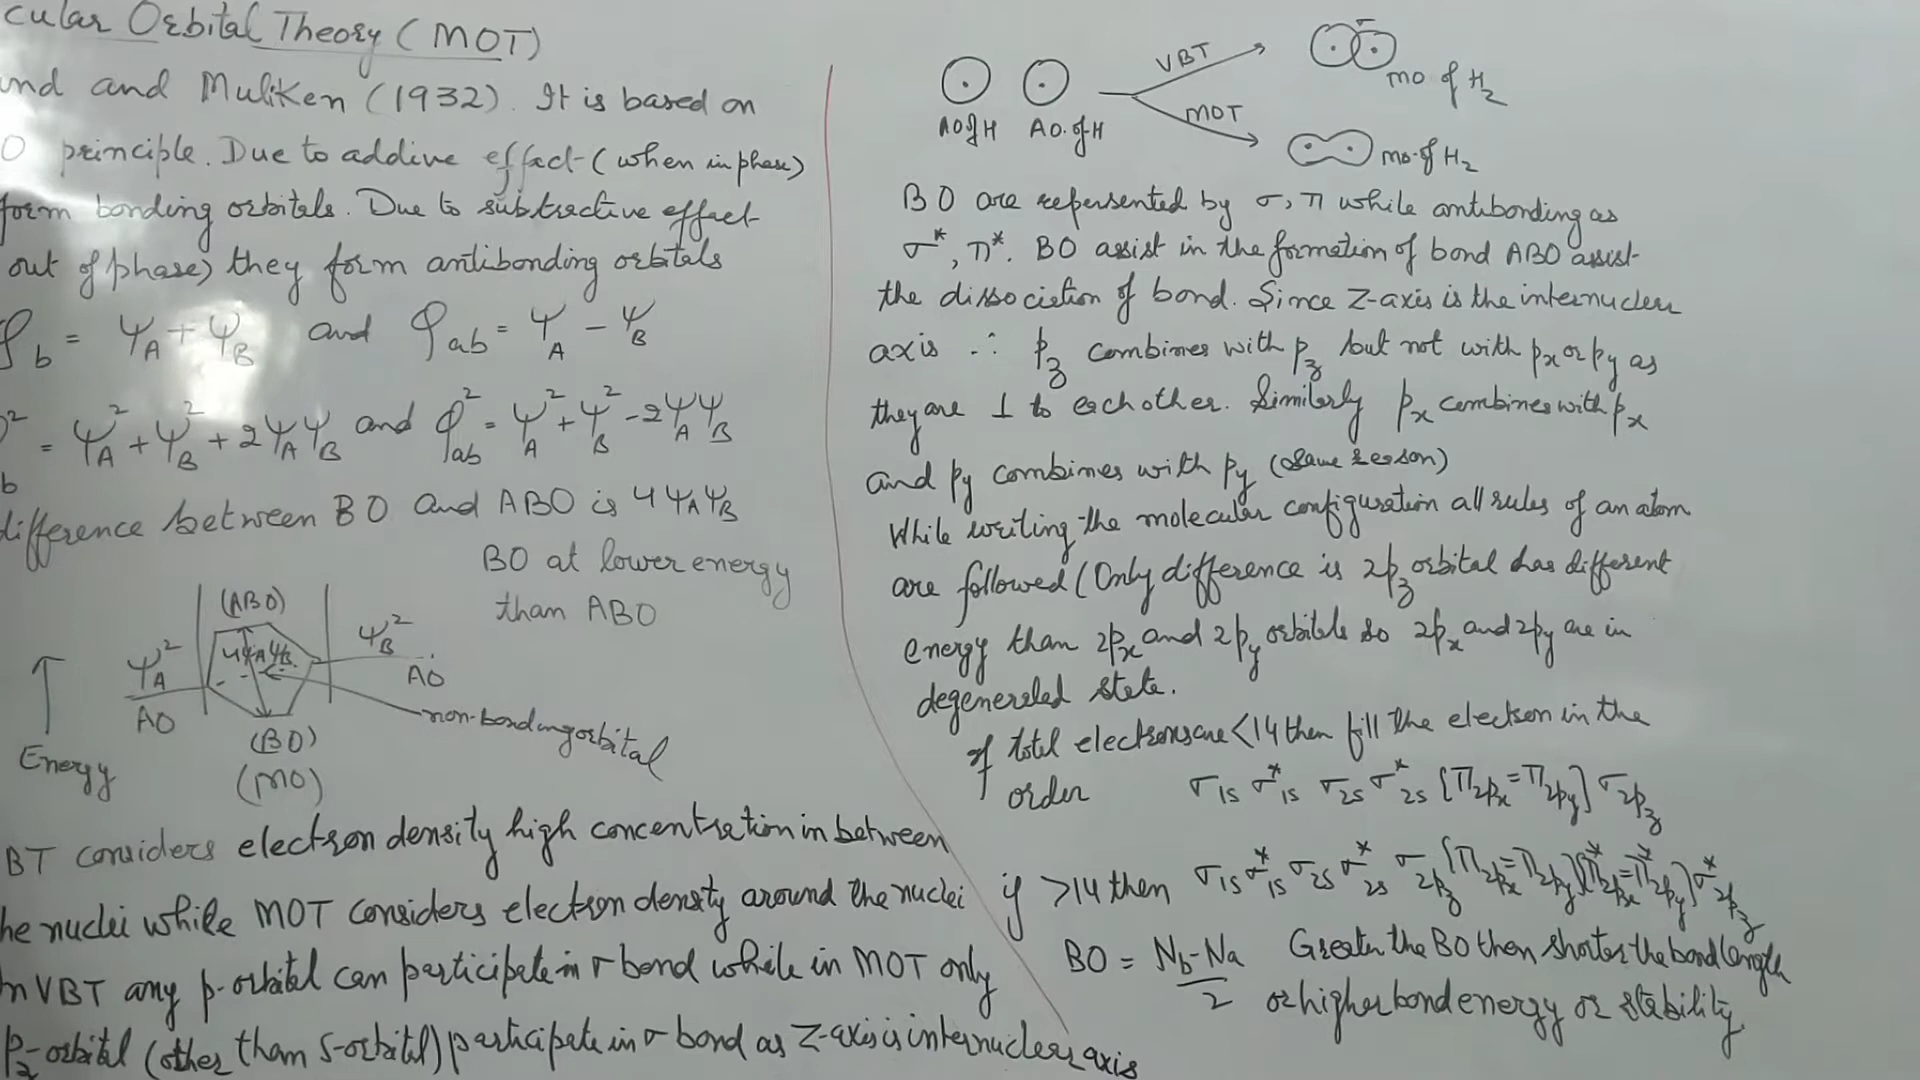 cular Orbital Theory (MOT)
und and Muliken (1932). It is based on
O principle. Due to addive effect (when in phase)
form bonding orbitals. Due to subtractive effect
out of phase) they form antibonding orbitals
φb = ΨA + ΨB and φab = ΨA - ΨB
φ²b = Ψ²A + Ψ²B + 2ΨAΨB and φ²ab = Ψ²A + Ψ²B - 2ΨAΨB
difference between BO and ABO is 4ΨAΨB
BO at lower energy
than ABO
(ABO)
Ψ²A
4ΨAΨB
Ψ²B
AO
AO
non-bonding orbital
(BO)
(MO)
Energy
BT considers electron density high concentration in between
he nuclei while MOT considers electron density around the nuclei
n VBT any p-orbital can participate in σ bond while in MOT only
Pz-orbital (other than S-orbital) participate in σ bond as Z-axis is internuclear axis
VBT
σ
MO of H2
AO of H
AO. of H
MOT
MO. of H2
BO are repersented by σ, π while antibonding as
σ*, π*. BO assist in the formation of bond ABO assist
the dissocietion of bond. Since Z-axis is the internuclear
axis ∴ pz combines with pz but not with px or py as
they are ⊥ to each other. Similarly px combines with px
and py combines with py (same reason)
While writing the molecular configuration all rules of an atom
are followed (Only difference is 2pz orbital has different
energy than 2px and 2py orbitals so 2px and 2py are in
degenerated state.
If total electrons are <14 then fill the electron in the
order σ1s σ*1s σ2s σ*2s [π2px = π2py] σ2pz
if >14 then σ1s σ*1s σ2s σ*2s σ2pz [π2px = π2py] [π*2px = π*2py] σ*2pz
BO = Nb-Na / 2 Greater the BO then shorter the bond length
or higher bond energy or stability.